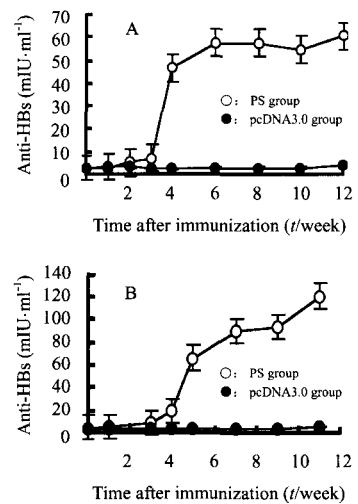 A
70
60
50
40
30
20
10
0
Anti-HBs (mIU·ml⁻¹)
○: PS group
●: pcDNA3.0 group
2 4 6 8 10 12
Time after immunization (t/week)
B
140
120
100
80
60
40
20
0
Anti-HBs (mIU·ml⁻¹)
○: PS group
●: pcDNA3.0 group
2 4 6 8 10 12
Time after immunization (t/week)